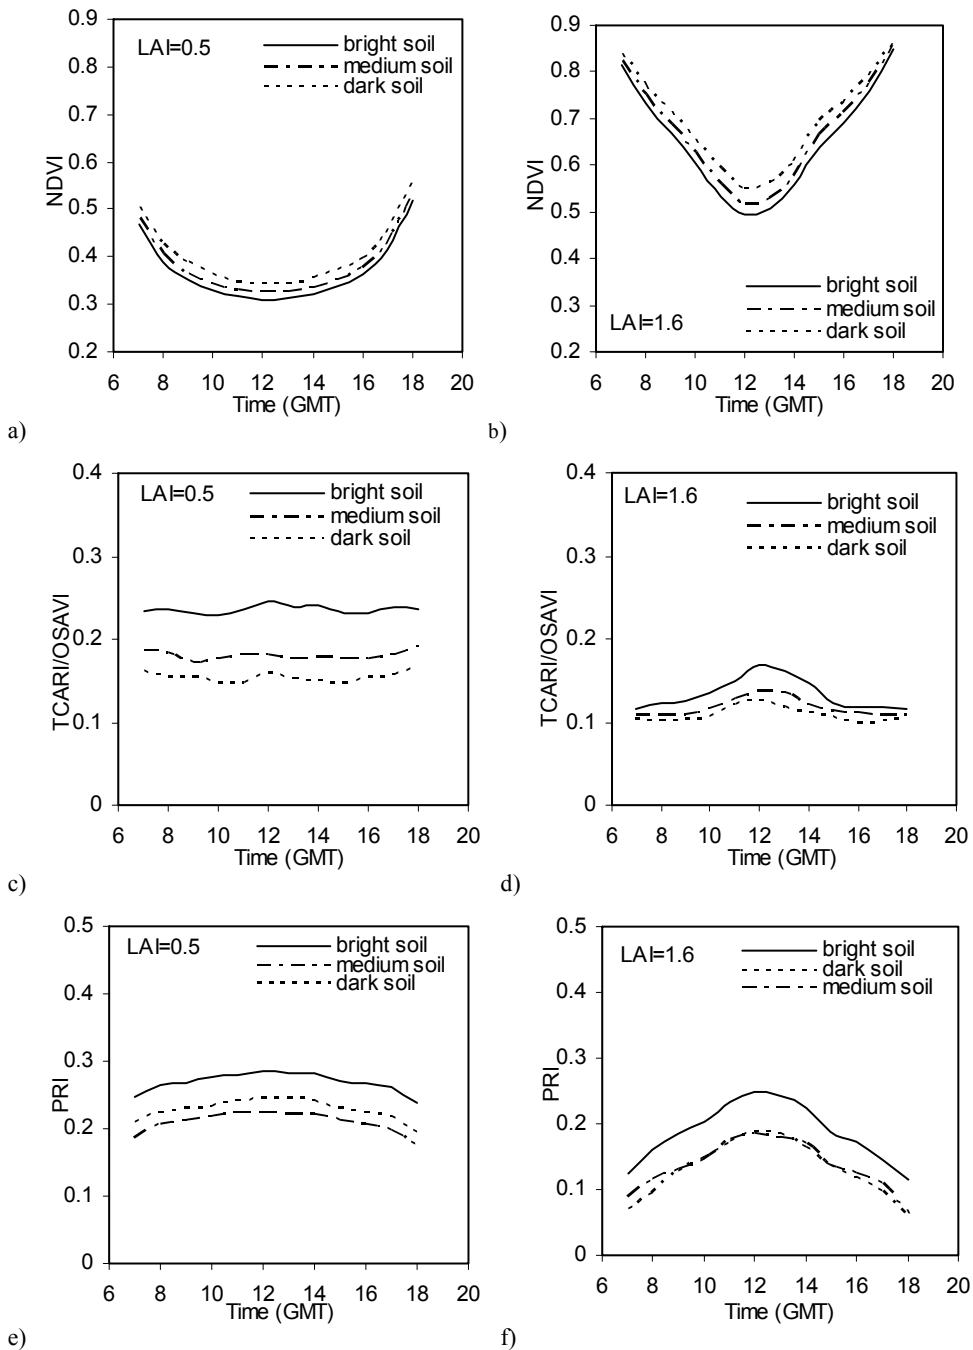 0.9
0.8
0.7
0.6
0.5
0.4
0.3
0.2
NDVI
LAI=0.5
bright soil
medium soil
dark soil
6 8 10 12 14 16 18 20
Time (GMT)
a)
0.9
0.8
0.7
0.6
0.5
0.4
0.3
0.2
NDVI
bright soil
medium soil
dark soil
LAI=1.6
6 8 10 12 14 16 18 20
Time (GMT)
b)
0.4
0.3
0.2
0.1
0
TCARI/OSAVI
LAI=0.5
bright soil
medium soil
dark soil
6 8 10 12 14 16 18 20
Time (GMT)
c)
0.4
0.3
0.2
0.1
0
TCARI/OSAVI
LAI=1.6
bright soil
medium soil
dark soil
6 8 10 12 14 16 18 20
Time (GMT)
d)
0.5
0.4
0.3
0.2
0.1
0
PRI
LAI=0.5
bright soil
medium soil
dark soil
6 8 10 12 14 16 18 20
Time (GMT)
e)
0.5
0.4
0.3
0.2
0.1
0
PRI
LAI=1.6
bright soil
dark soil
medium soil
6 8 10 12 14 16 18 20
Time (GMT)
f)